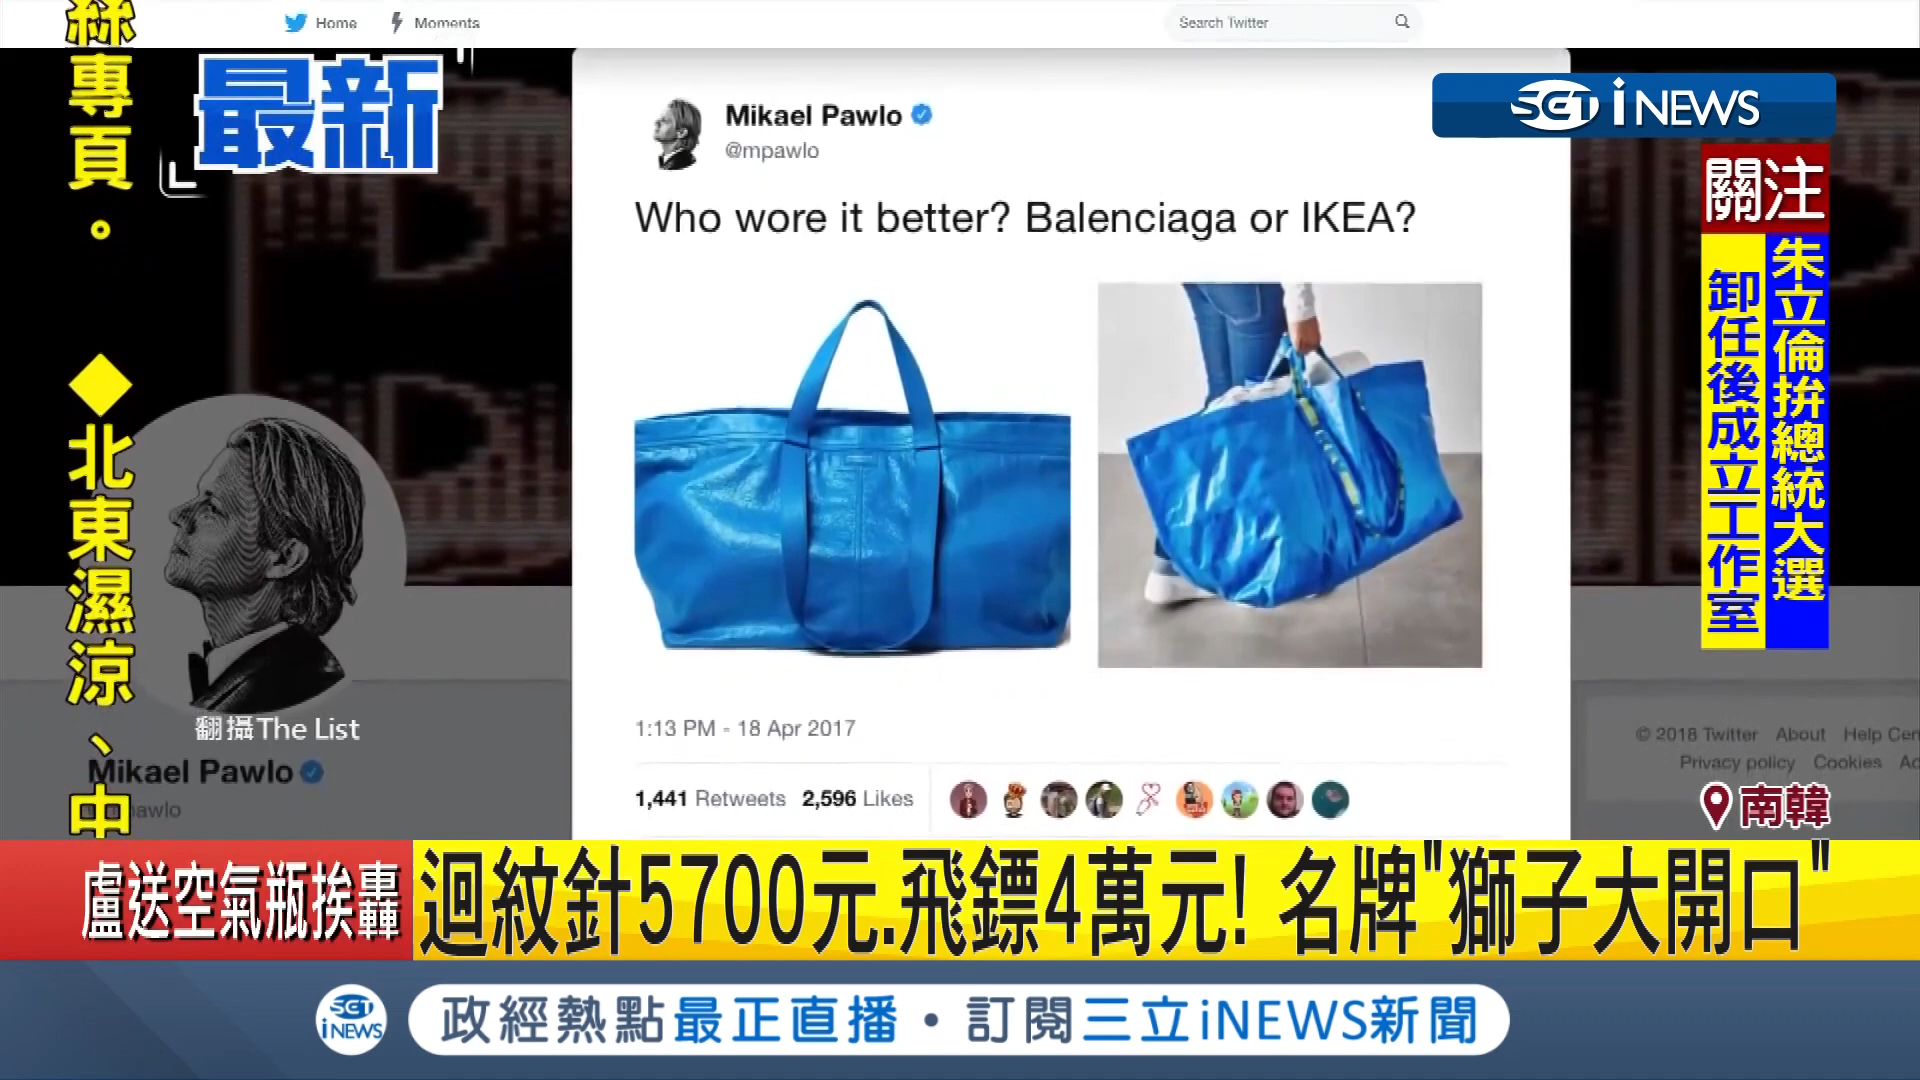 Home
Moments
Search Twitter
絲專頁。
◆北東濕涼、中
最新
SET iNEWS
Mikael Pawlo
@mpawlo
Who wore it better? Balenciaga or IKEA?
關注
朱立倫拚總統大選
卸任後成立工作室
翻攝The List
Mikael Pawlo
1:13 PM - 18 Apr 2017
1,441 Retweets 2,596 Likes
© 2018 Twitter About Help Cen
Privacy policy Cookies Ad
南韓
盧送空氣瓶挨轟
迴紋針5700元.飛鏢4萬元! 名牌"獅子大開口"
SET iNEWS
政經熱點最正直播・訂閱三立iNEWS新聞